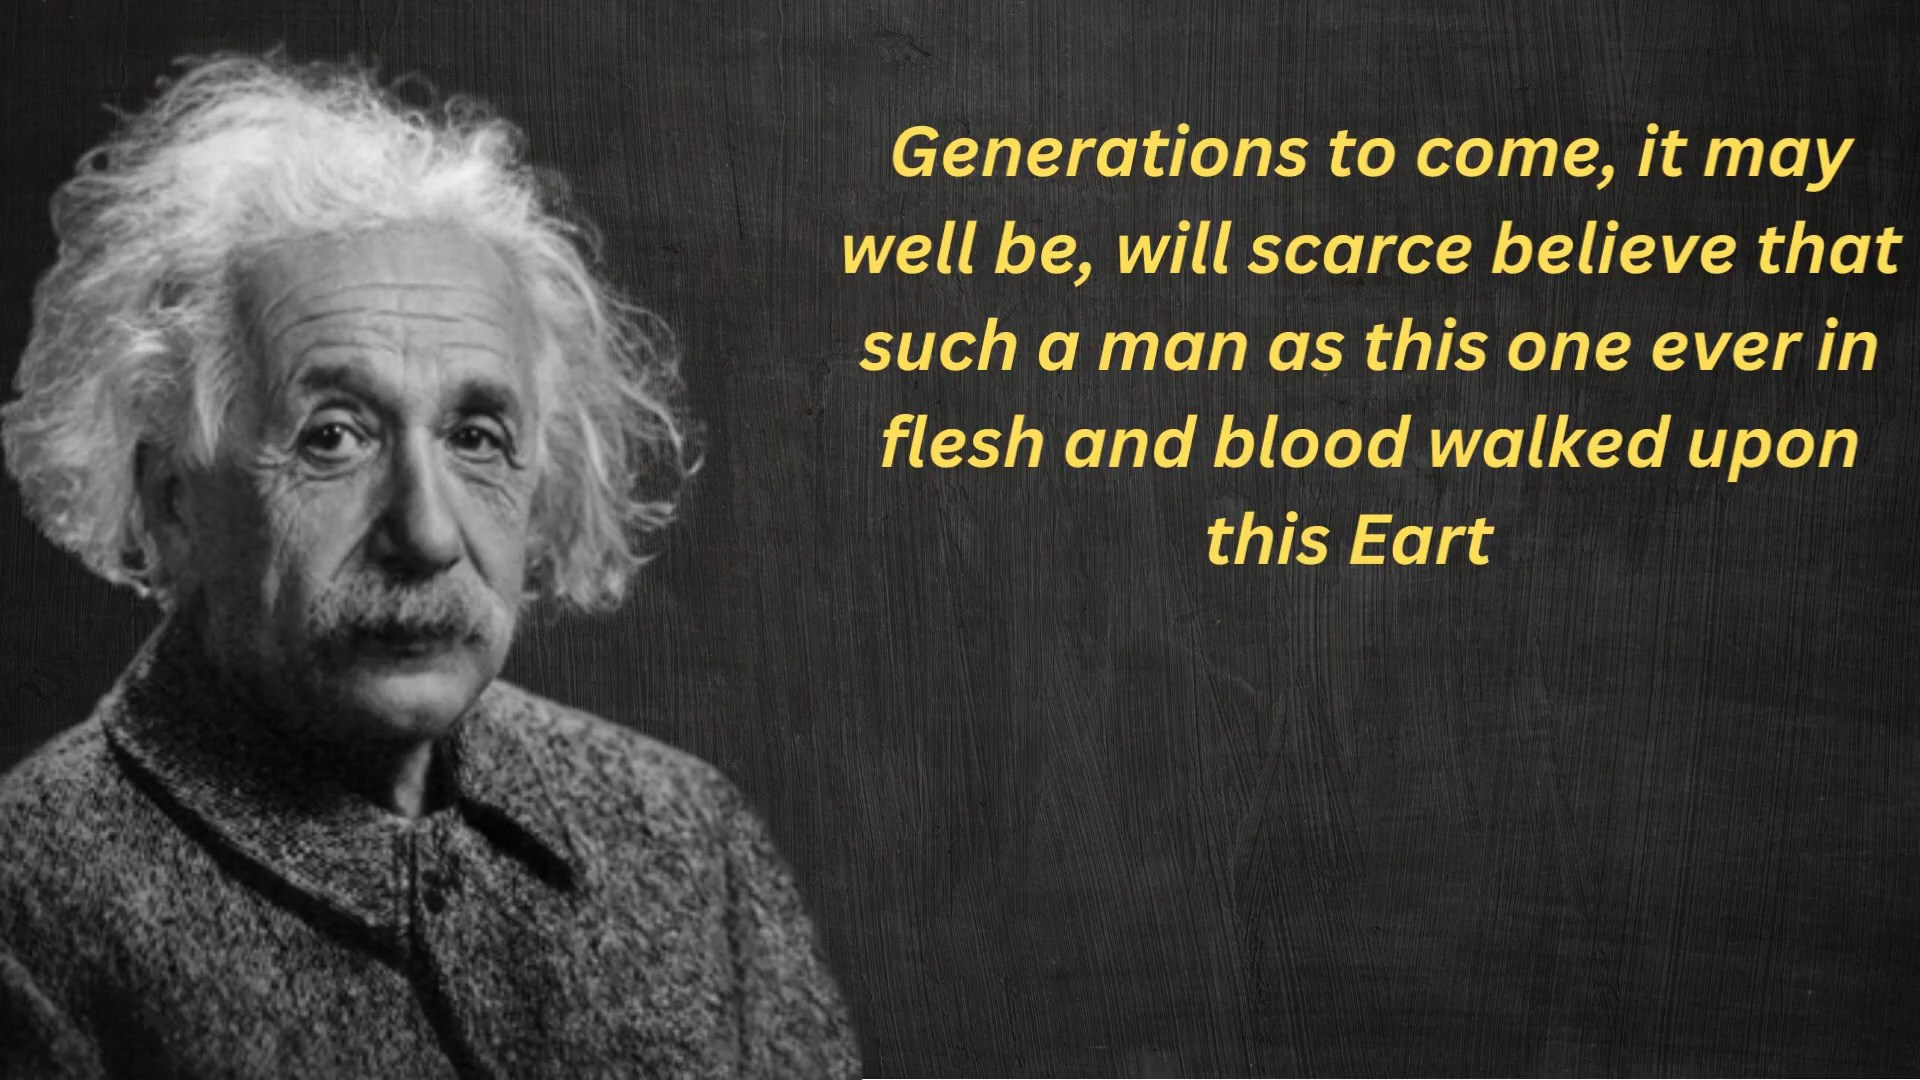 Generations to come, it may
well be, will scarce believe that
such a man as this one ever in
flesh and blood walked upon
this Eart